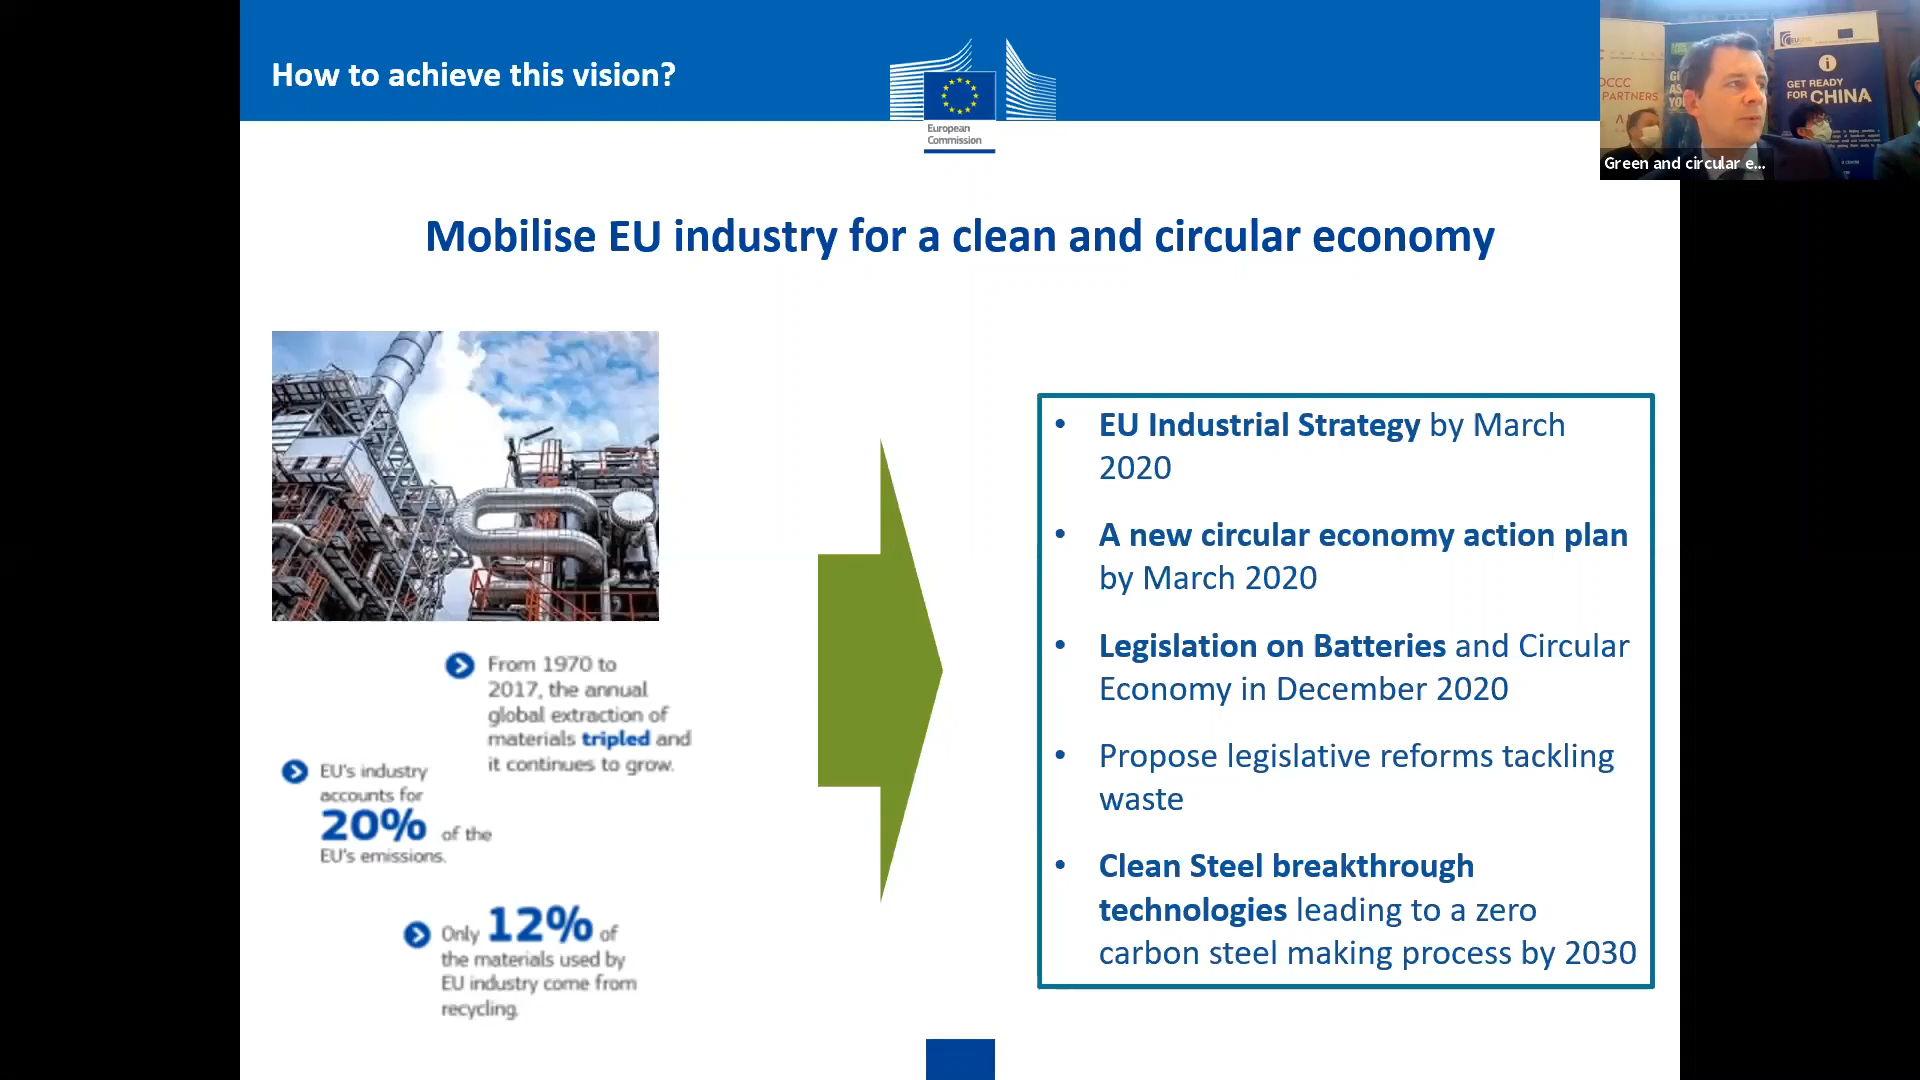 How to achieve this vision?
European
Commission
Mobilise EU industry for a clean and circular economy
From 1970 to
2017, the annual
global extraction of
materials tripled and
it continues to grow.
EU's industry
accounts for
20% of the
EU's emissions.
Only 12% of
the materials used by
EU industry come from
recycling.
• EU Industrial Strategy by March
2020
• A new circular economy action plan
by March 2020
• Legislation on Batteries and Circular
Economy in December 2020
• Propose legislative reforms tackling
waste
• Clean Steel breakthrough
technologies leading to a zero
carbon steel making process by 2030
PARTNERS
GET READY
FOR CHINA
Green and circular e...